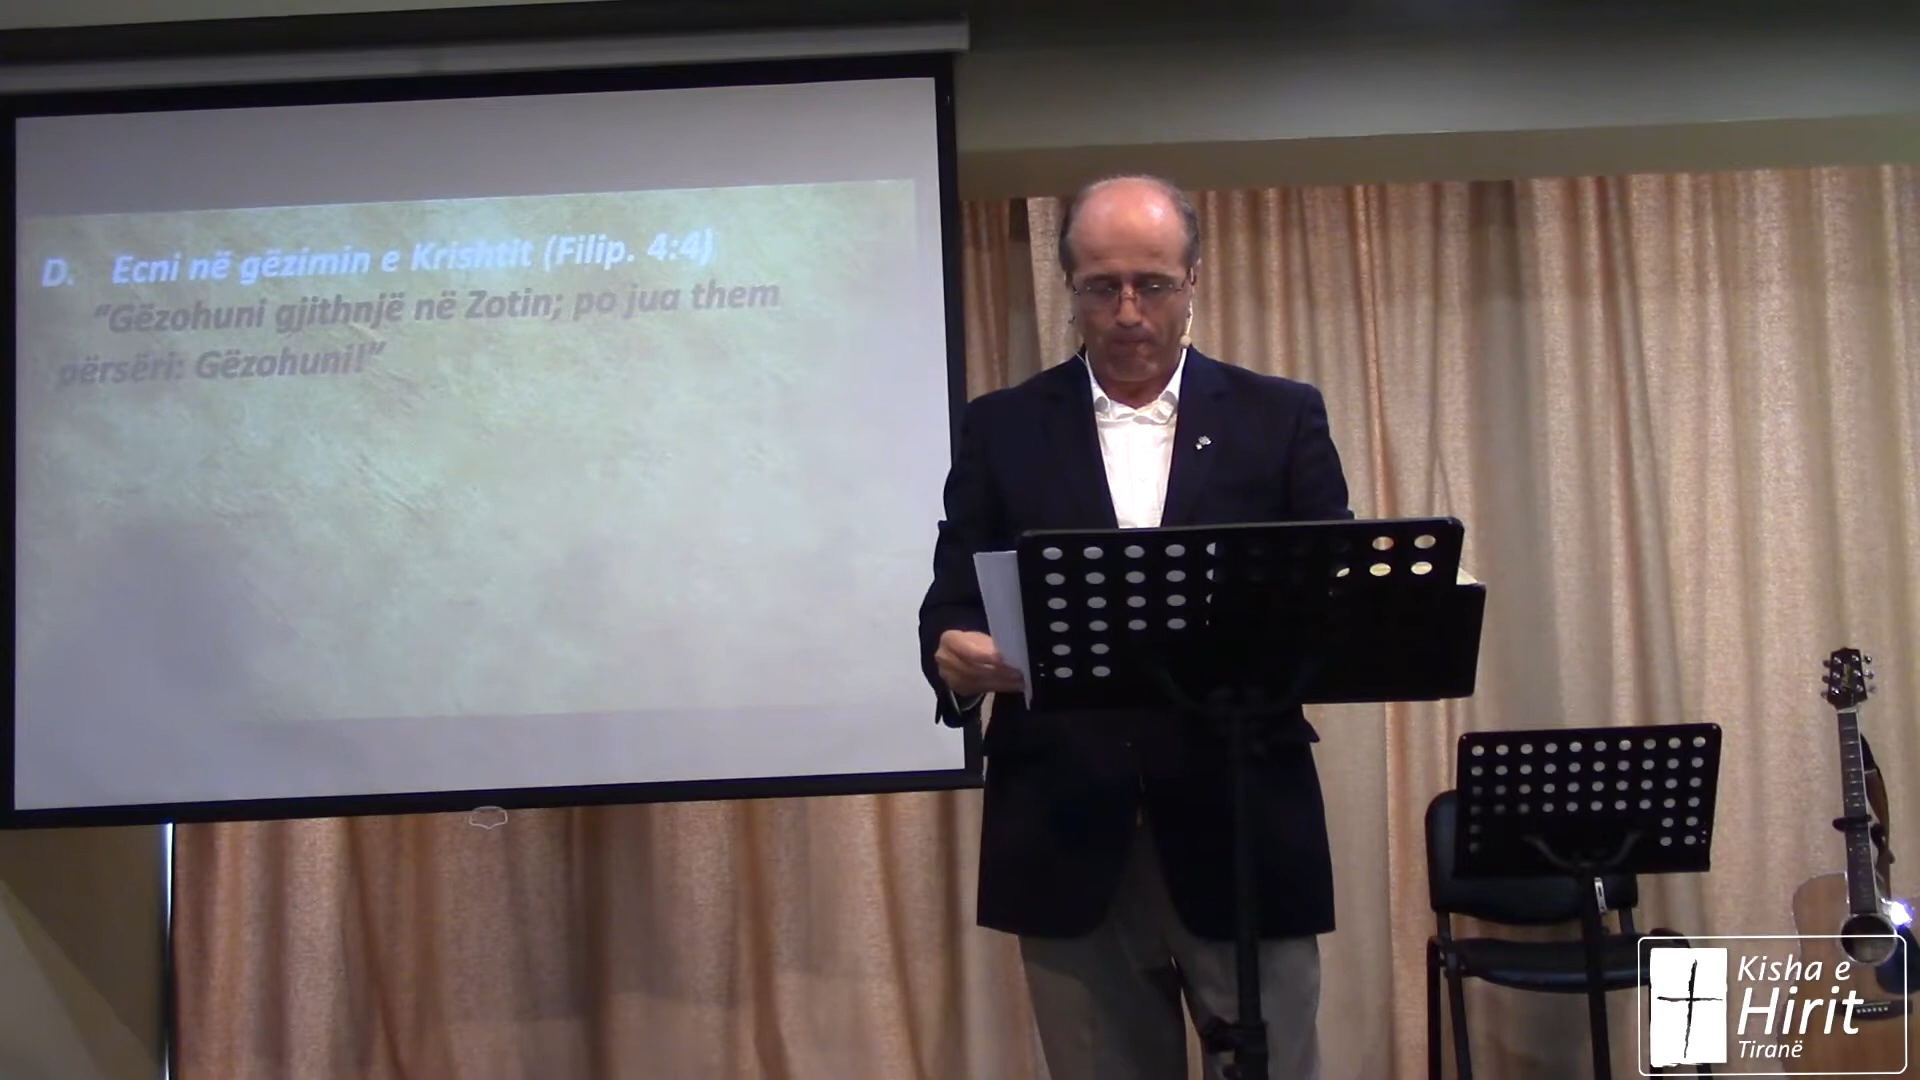 D. Ecni në gëzimin e Krishtit (Filip. 4:4)
“Gëzohuni gjithnjë në Zotin; po jua them
përsëri: Gëzohuni!”
Kisha e
Hirit
Tiranë